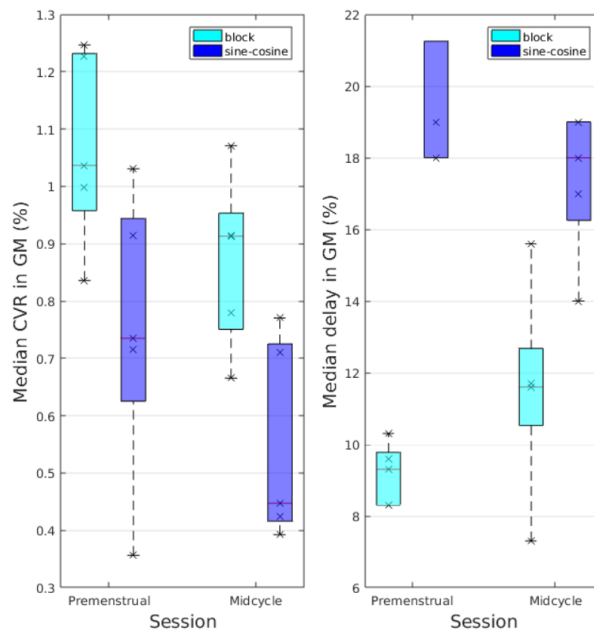 block
sine-cosine
Median CVR in GM (%)
1.3
1.2
1.1
1
0.9
0.8
0.7
0.6
0.5
0.4
0.3
Premenstrual
Midcycle
Session
block
sine-cosine
Median delay in GM (%)
22
20
18
16
14
12
10
8
6
Premenstrual
Midcycle
Session